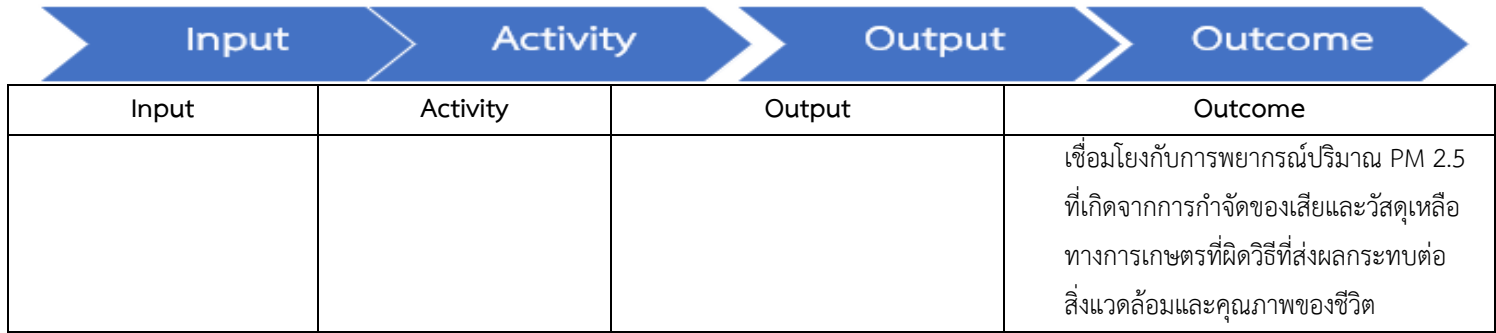 Input Activity Output Outcome
Input Activity Output Outcome
เชื่อมโยงกับการพยากรณ์ปริมาณ PM 2.5
ที่เกิดจากการกำจัดของเสียและวัสดุเหลือ
ทางการเกษตรที่ผิดวิธีที่ส่งผลกระทบต่อ
สิ่งแวดล้อมและคุณภาพของชีวิต